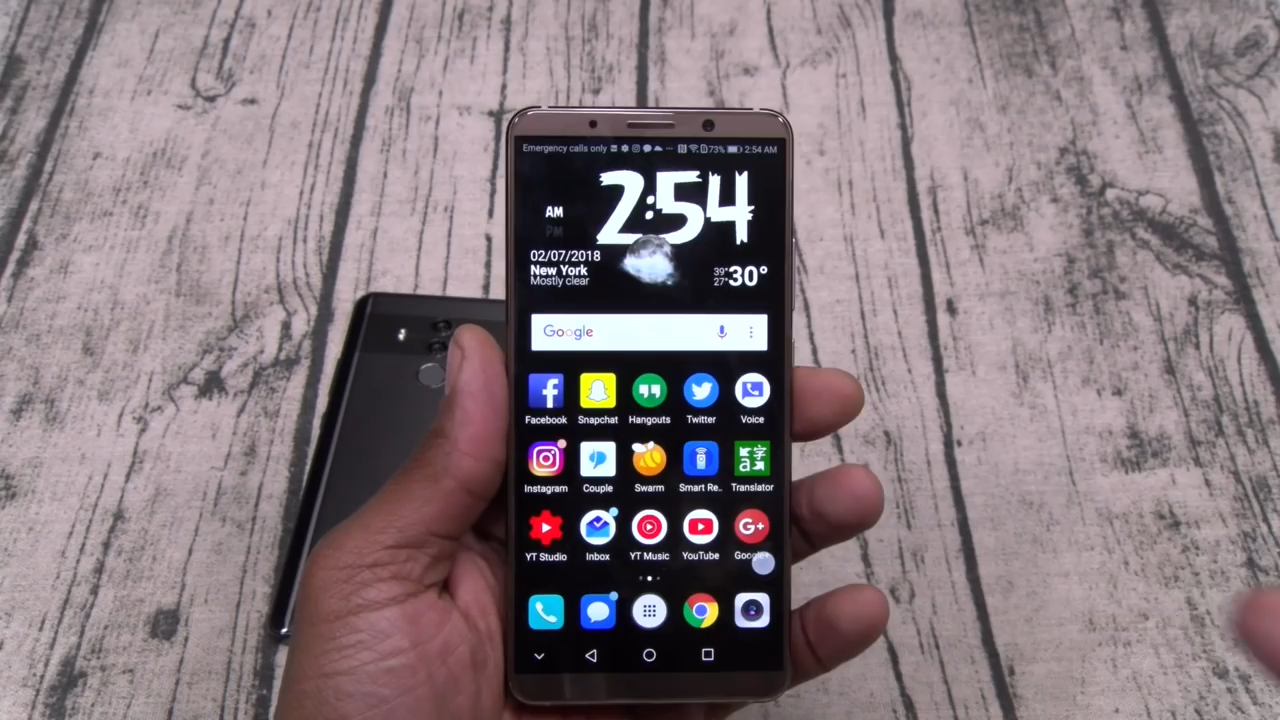 Emergency calls only
73% 2:54 AM
2:54
AM
PM
02/07/2018
New York
Mostly clear
39°
27°
30°
Google
Facebook Snapchat Hangouts Twitter Voice
Instagram Couple Swarm Smart Re.. Translator
YT Studio Inbox YT Music YouTube Google+